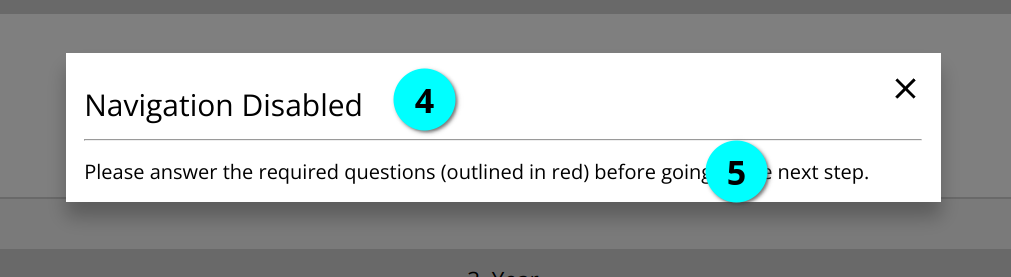 Navigation Disabled 4
Please answer the required questions (outlined in red) before going 5 next step.